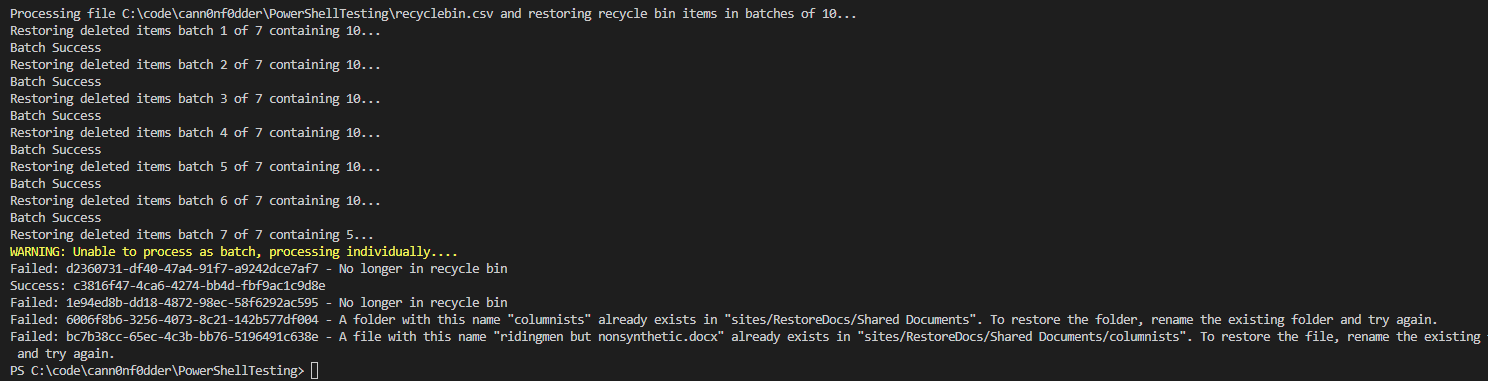 Processing file C:\code\cann0nf0dder\PowerShellTesting\recyclebin.csv and restoring recycle bin items in batches of 10...
Restoring deleted items batch 1 of 7 containing 10...
Batch Success
Restoring deleted items batch 2 of 7 containing 10...
Batch Success
Restoring deleted items batch 3 of 7 containing 10...
Batch Success
Restoring deleted items batch 4 of 7 containing 10...
Batch Success
Restoring deleted items batch 5 of 7 containing 10...
Batch Success
Restoring deleted items batch 6 of 7 containing 10...
Batch Success
Restoring deleted items batch 7 of 7 containing 5...
WARNING: Unable to process as batch, processing individually....
Failed: d2360731-df40-47a4-91f7-a9242dce7af7 - No longer in recycle bin
Success: c3816f47-4ca6-4274-bb4d-fbf9ac1c9d8e
Failed: 1e94ed8b-dd18-4872-98ec-58f6292ac595 - No longer in recycle bin
Failed: 6006f8b6-3256-4073-8c21-142b577df004 - A folder with this name "columnists" already exists in "sites/RestoreDocs/Shared Documents". To restore the folder, rename the existing folder and try again.
Failed: bc7b38cc-65ec-4c3b-bb76-5196491c638e - A file with this name "ridingmen but nonsynthetic.docx" already exists in "sites/RestoreDocs/Shared Documents/columnists". To restore the file, rename the existing
and try again.
PS C:\code\cann0nf0dder\PowerShellTesting>